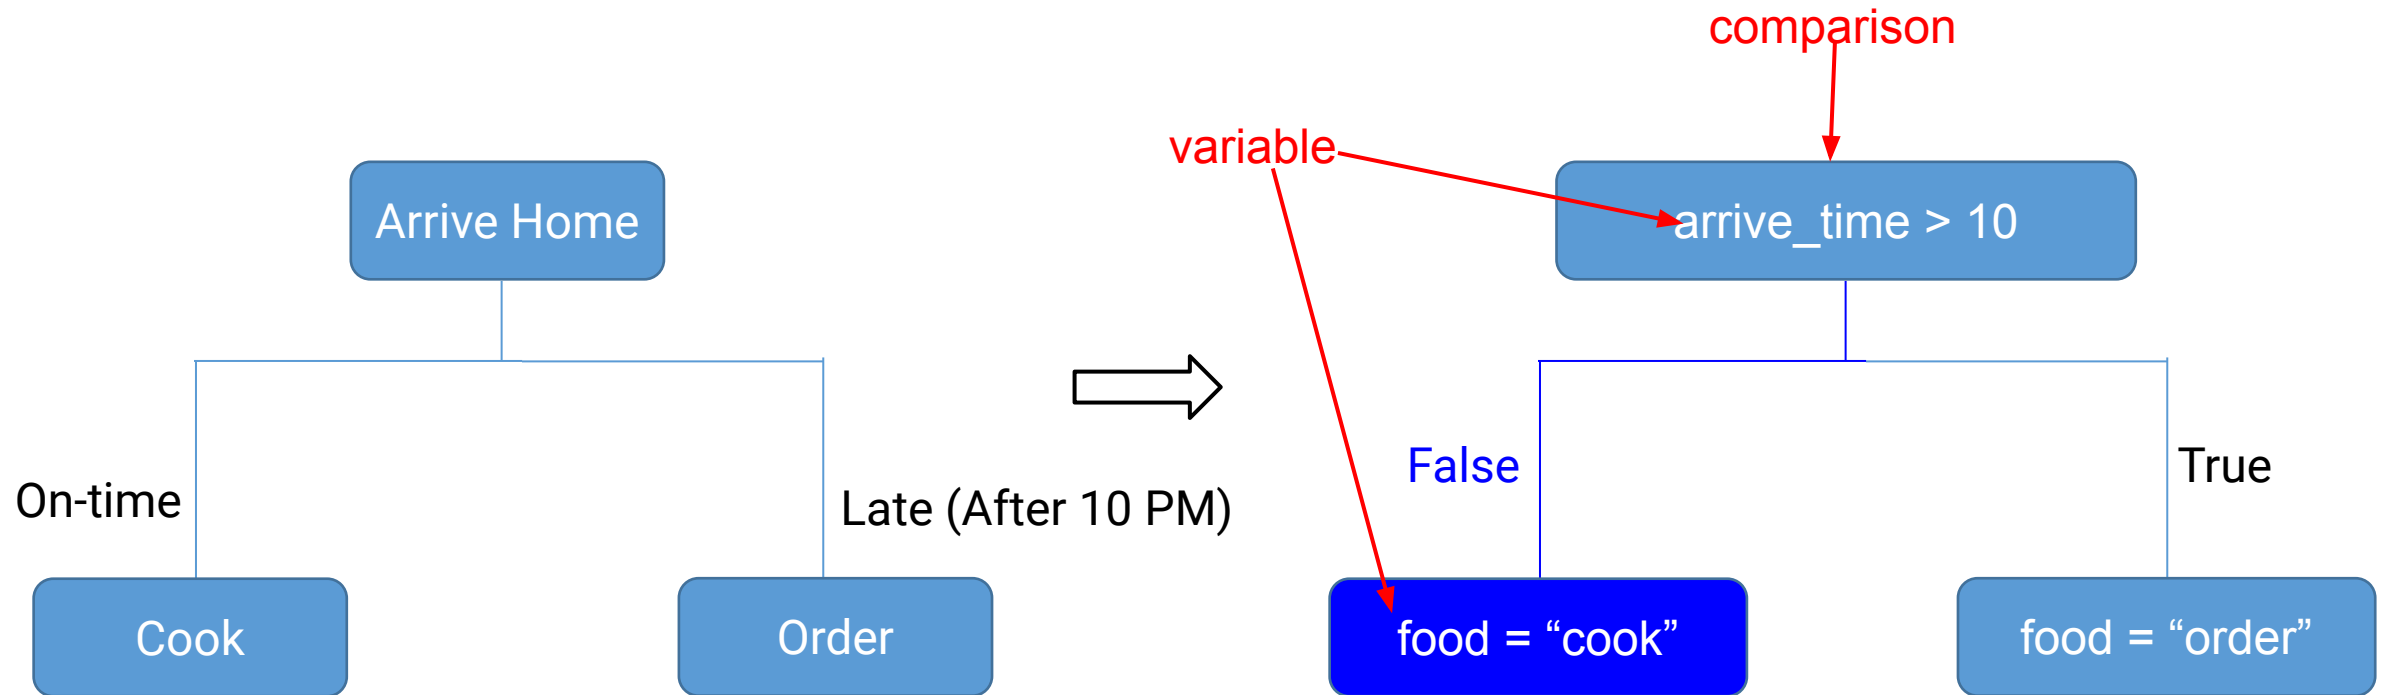 comparison
variable
Arrive Home
arrive_time > 10
False
True
On-time
Late (After 10 PM)
Cook
Order
food = “cook”
food = “order”